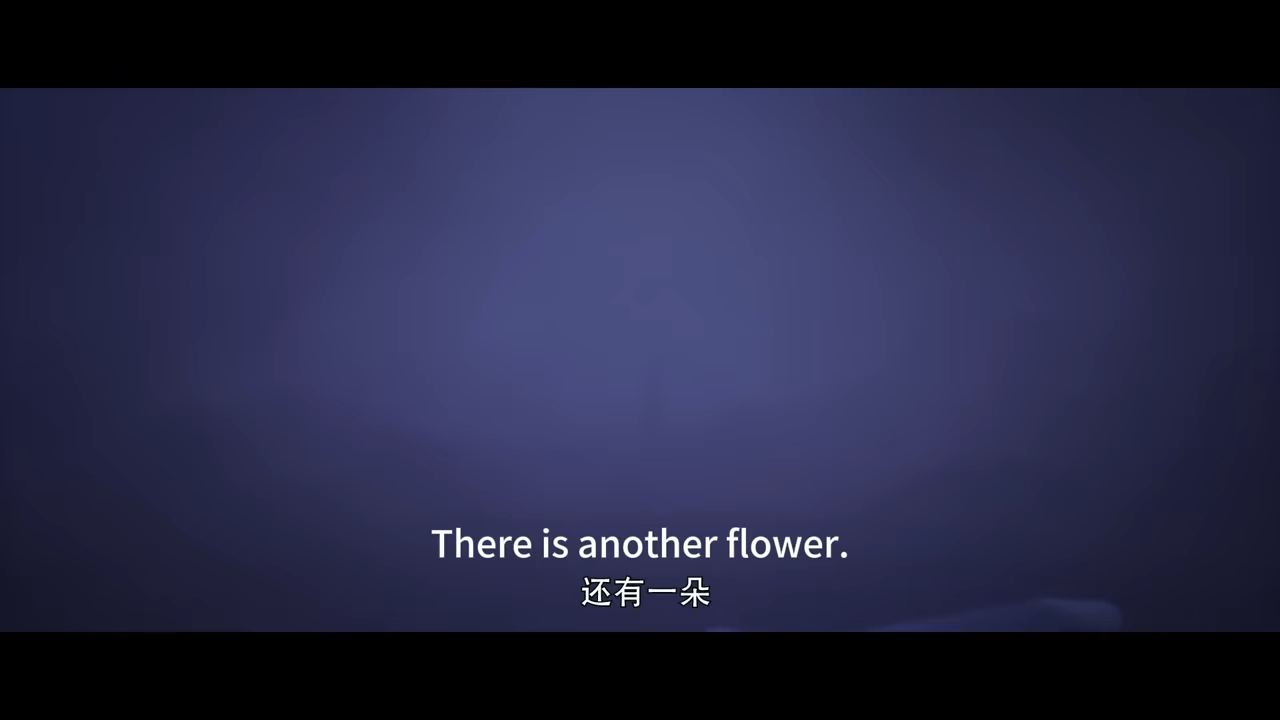 There is another flower.
还有一朵